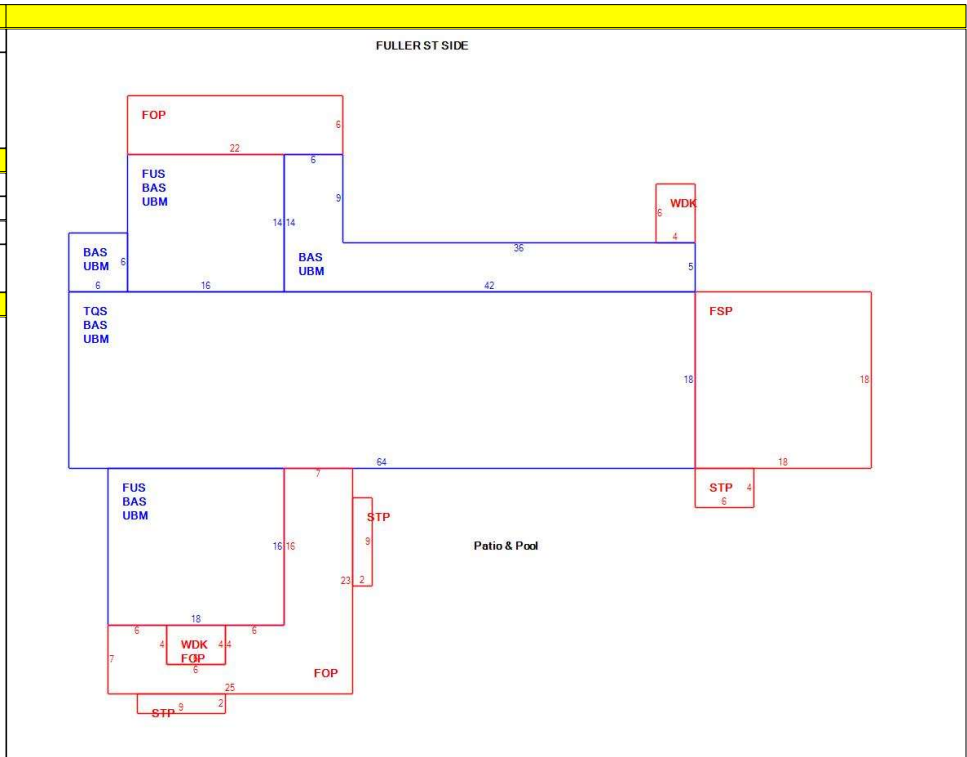 FULLER ST SIDE
FOP
6
22
6
FUS
BAS
UBM
9
14 14
6
WDK
4
36
BAS
UBM
6
BAS
UBM
5
6
16
42
TQS
BAS
UBM
FSP
18
18
64
18
7
FUS
BAS
UBM
STP
4
6
STP
9
16 16
Patio & Pool
23
2
18
6
6
4
WDK
4 4
FOP
6
7
FOP
25
STP
9
2